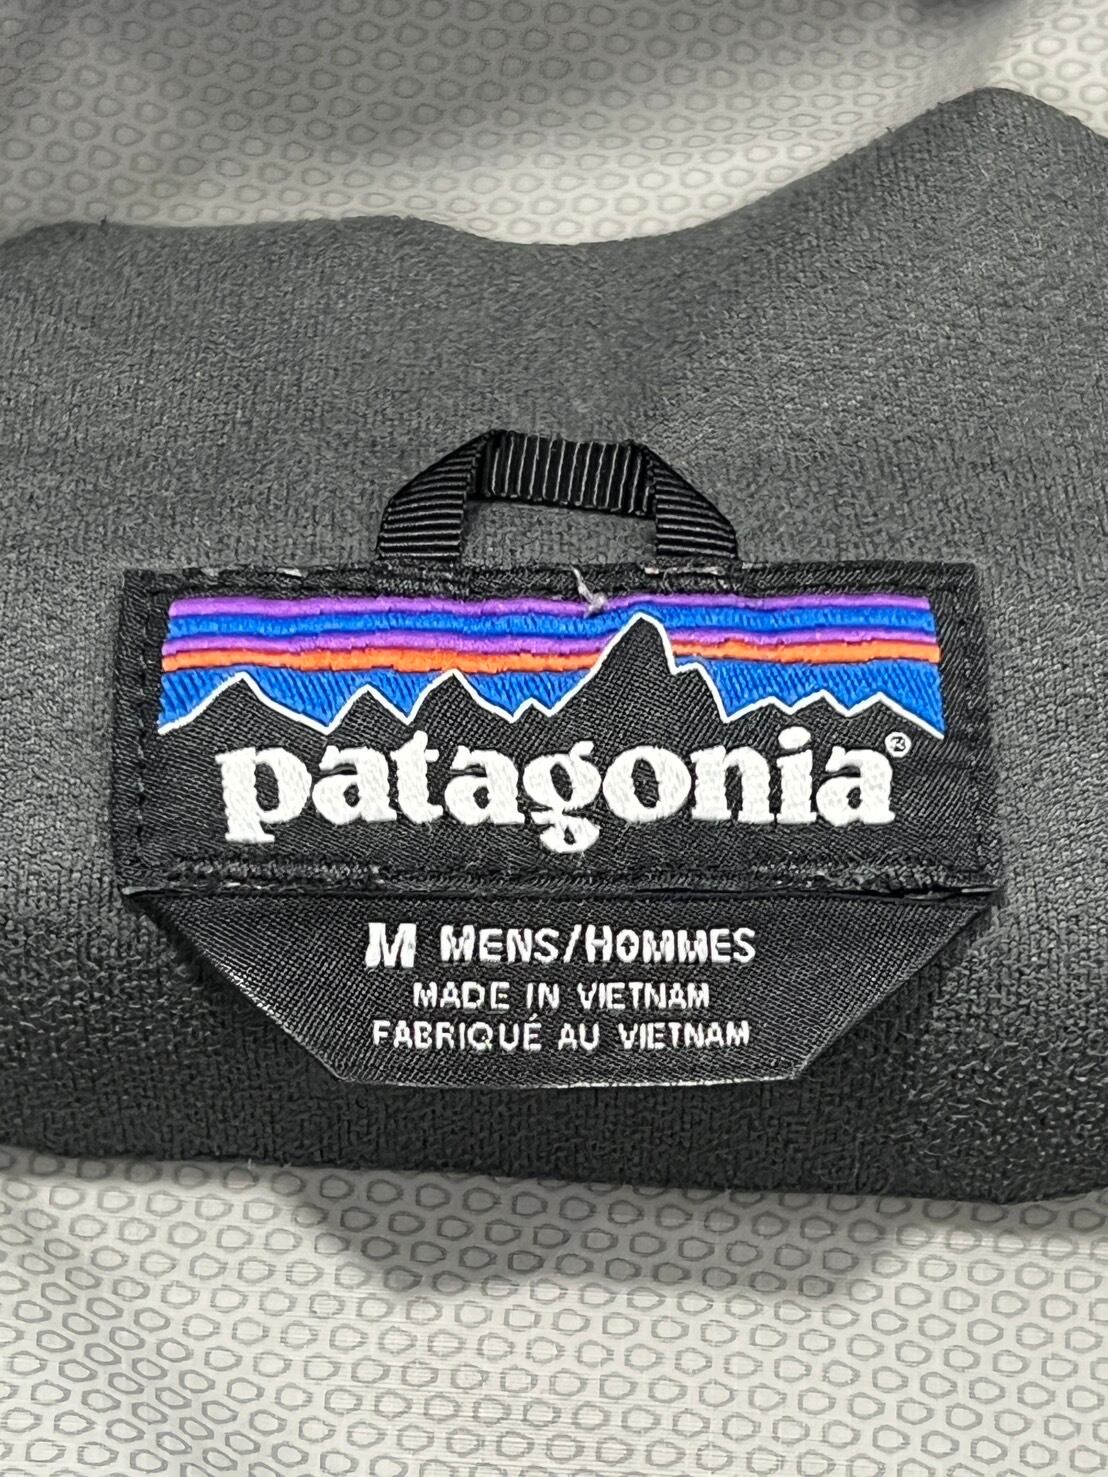 patagonia®
M MENS/HOMMES
MADE IN VIETNAM
FABRIQUÉ AU VIETNAM